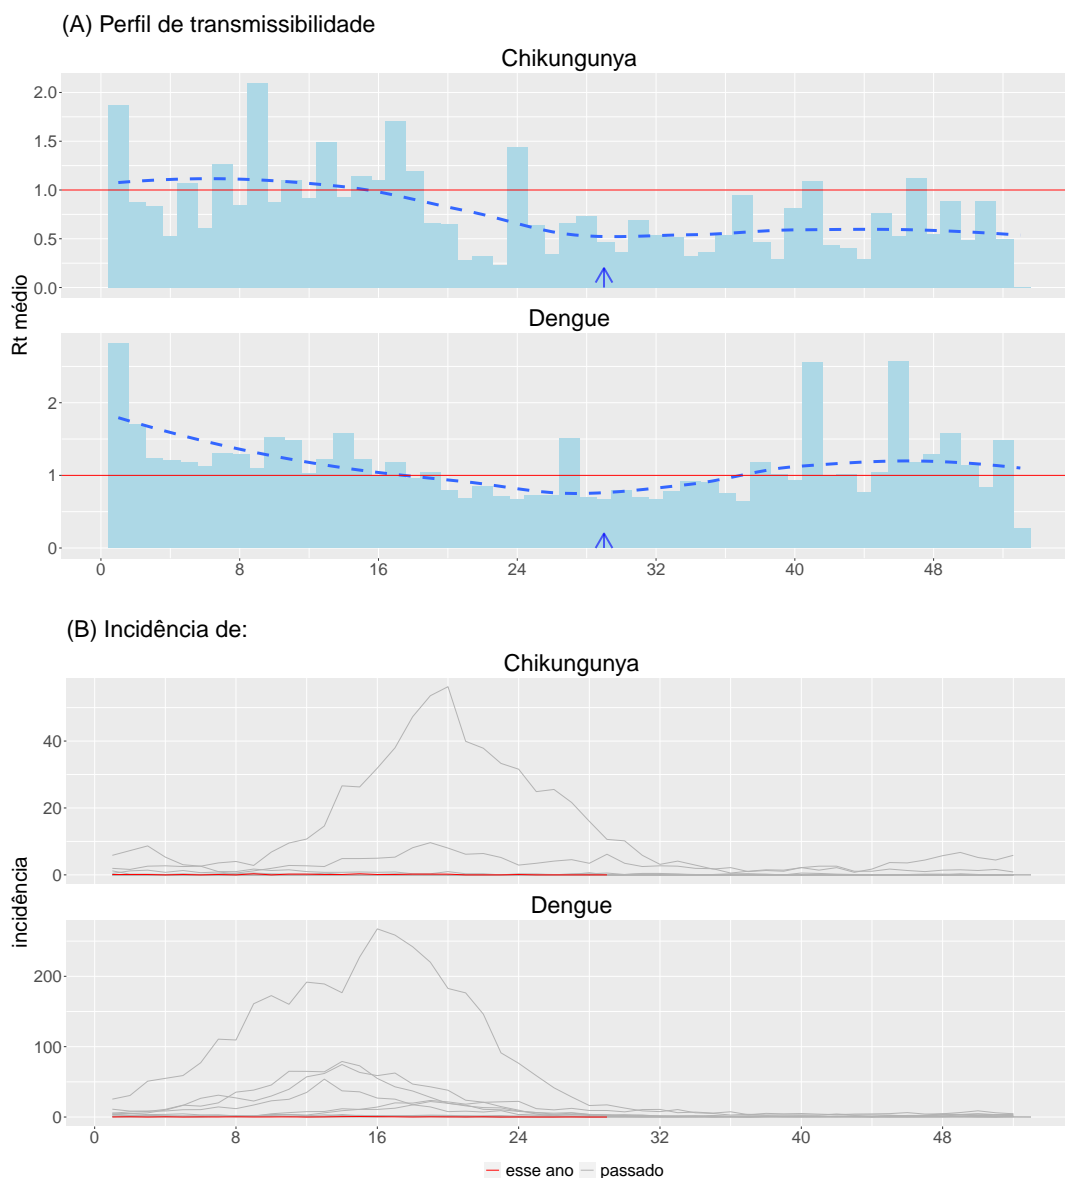 (A) Perfil de transmissibilidade
Chikungunya
2.0
1.5
1.0
0.5
0.0
Rt médio
Dengue
2
1
0
0 8 16 24 32 40 48
(B) Incidência de:
Chikungunya
40
20
0
incidência
Dengue
200
100
0
0 8 16 24 32 40 48
esse ano passado